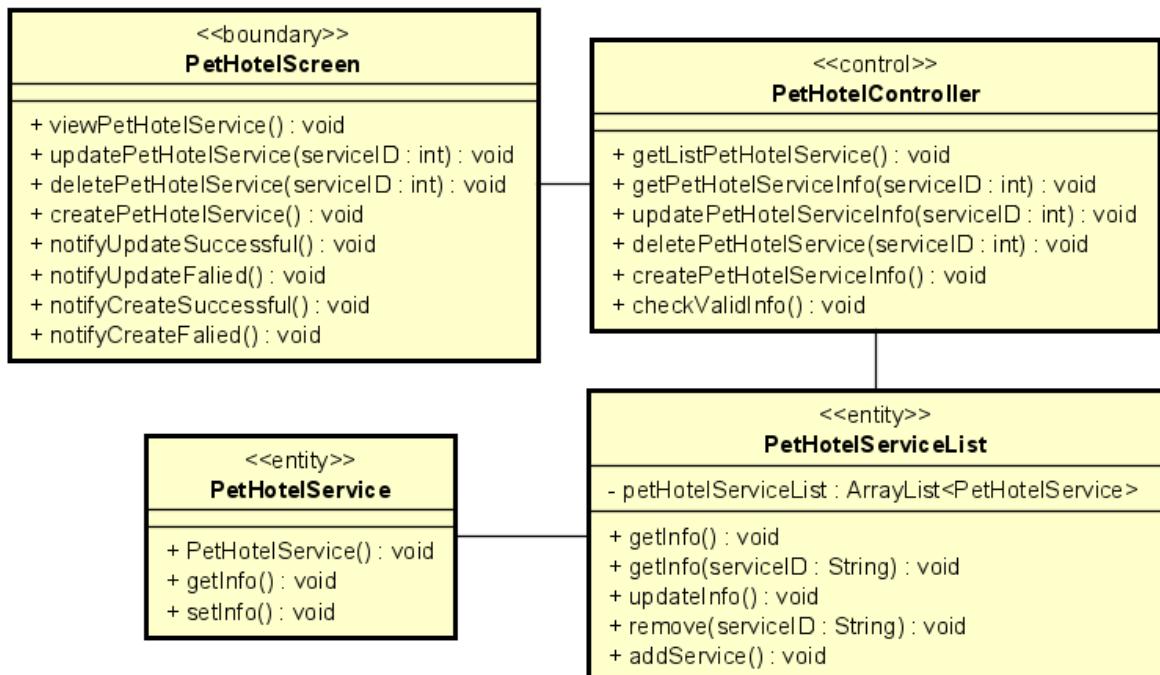 <<boundary>>
PetHotelScreen
+ viewPetHotelService() : void
+ updatePetHotelService(serviceID : int) : void
+ deletePetHotelService(serviceID : int) : void
+ createPetHotelService() : void
+ notifyUpdateSuccessful() : void
+ notifyUpdateFalied() : void
+ notifyCreateSuccessful() : void
+ notifyCreateFalied() : void
<<control>>
PetHotelController
+ getListPetHotelService() : void
+ getPetHotelServiceInfo(serviceID : int) : void
+ updatePetHotelServiceInfo(serviceID : int) : void
+ deletePetHotelService(serviceID : int) : void
+ createPetHotelServiceInfo() : void
+ checkValidInfo() : void
<<entity>>
PetHotelService
+ PetHotelService() : void
+ getInfo() : void
+ setInfo() : void
<<entity>>
PetHotelServiceList
- petHotelServiceList : ArrayList<PetHotelService>
+ getInfo() : void
+ getInfo(serviceID : String) : void
+ updateInfo() : void
+ remove(serviceID : String) : void
+ addService() : void